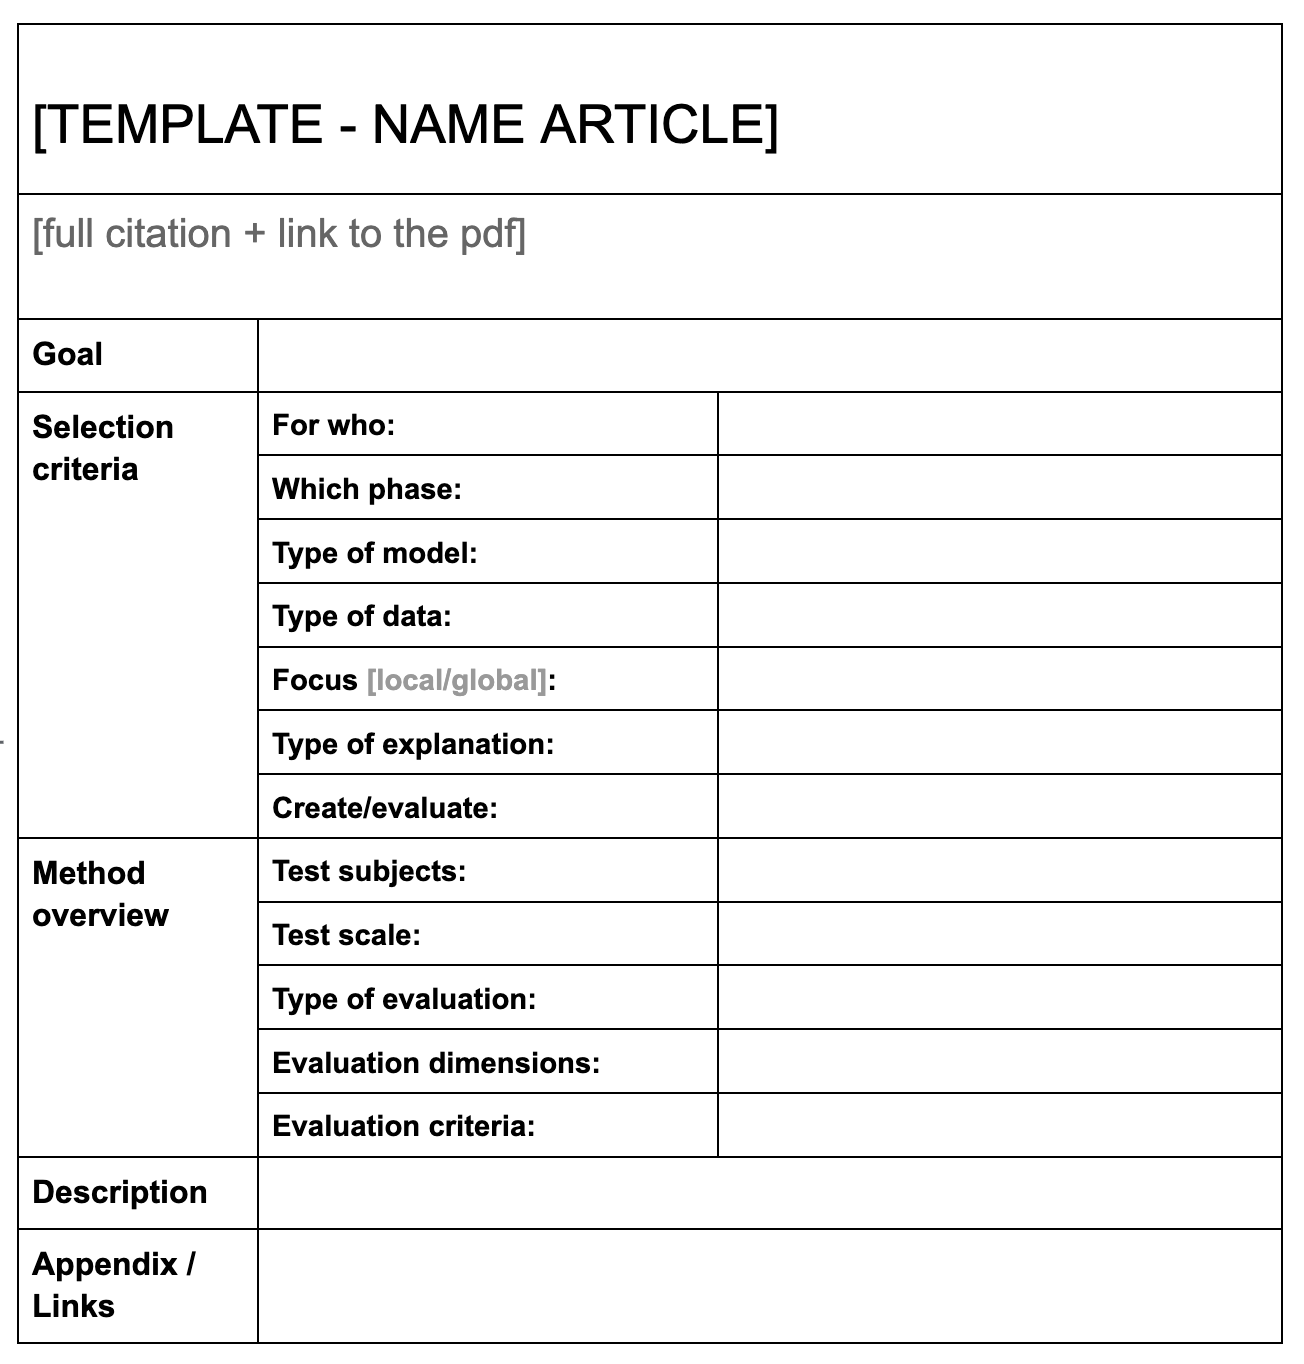 [TEMPLATE - NAME ARTICLE]
[full citation + link to the pdf]
Goal
Selection
criteria
For who:
Which phase:
Type of model:
Type of data:
Focus [local/global]:
Type of explanation:
Create/evaluate:
Method
overview
Test subjects:
Test scale:
Type of evaluation:
Evaluation dimensions:
Evaluation criteria:
Description
Appendix /
Links